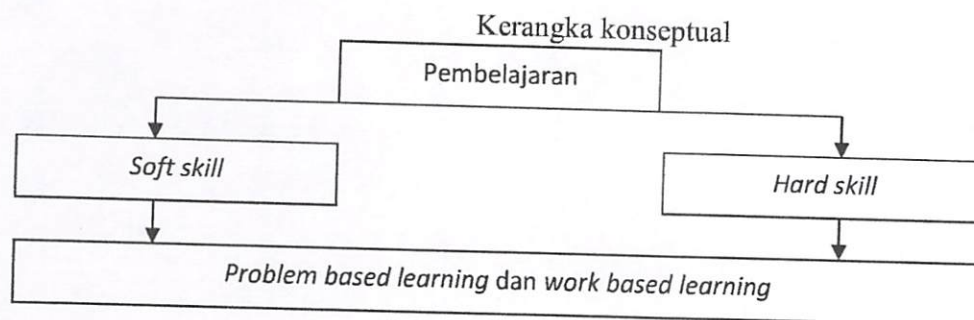 Kerangka konseptual
Pembelajaran
Soft skill
Hard skill
Problem based learning dan work based learning